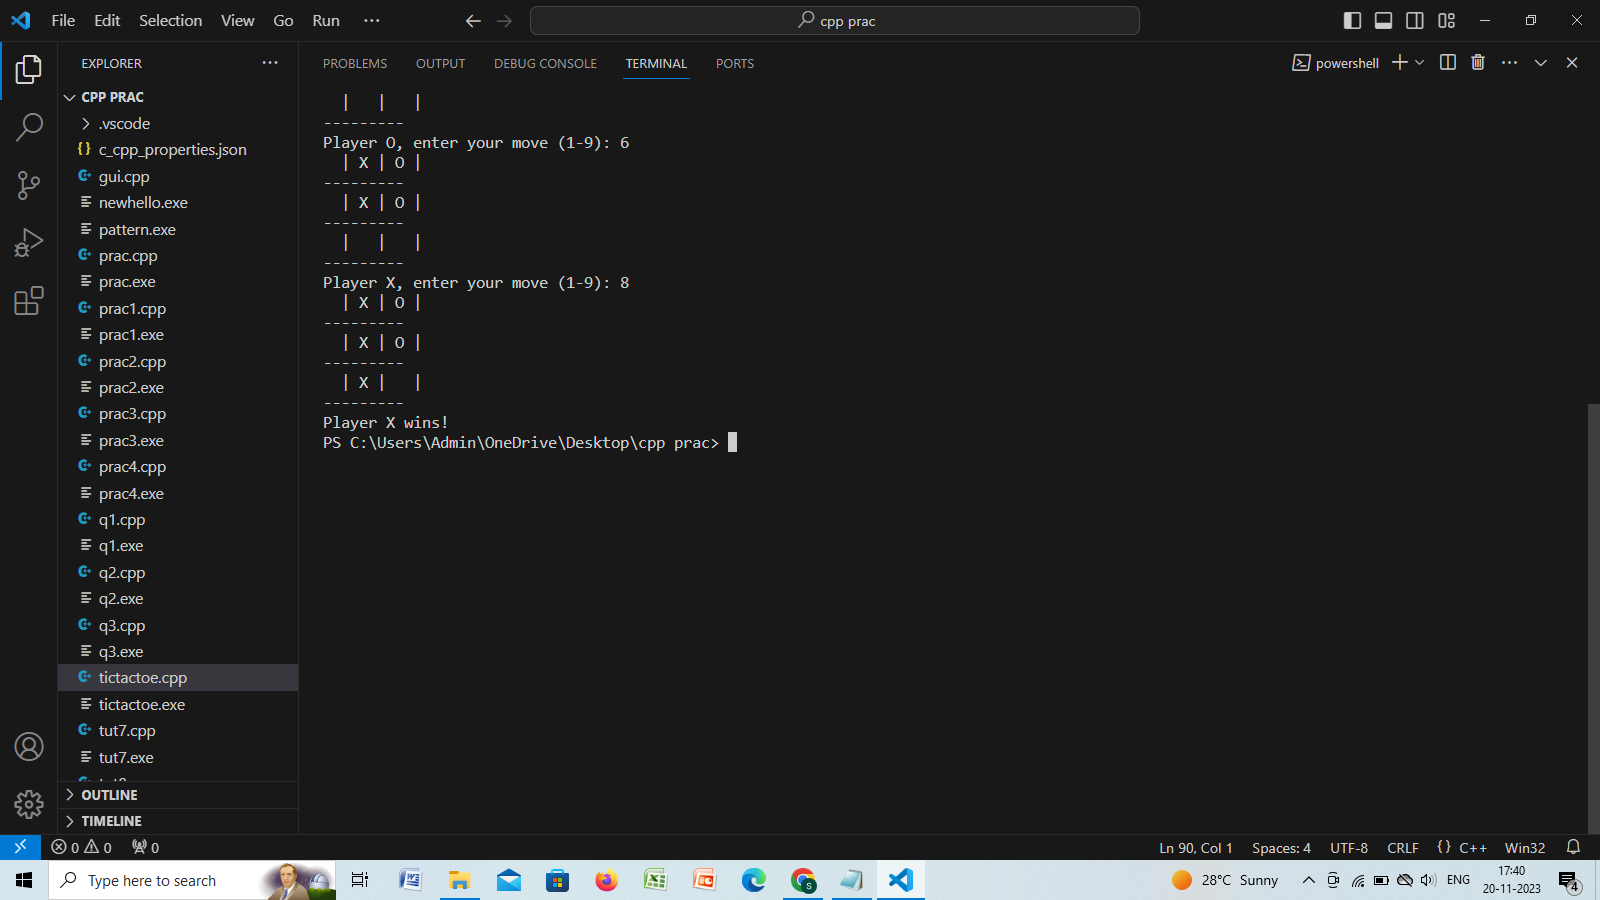 File Edit Selection View Go Run ···
cpp prac
EXPLORER
CPP PRAC
.vscode
{} c_cpp_properties.json
gui.cpp
newhello.exe
pattern.exe
prac.cpp
prac.exe
prac1.cpp
prac1.exe
prac2.cpp
prac2.exe
prac3.cpp
prac3.exe
prac4.cpp
prac4.exe
q1.cpp
q1.exe
q2.cpp
q2.exe
q3.cpp
q3.exe
tictactoe.cpp
tictactoe.exe
tut7.cpp
tut7.exe
OUTLINE
TIMELINE
PROBLEMS OUTPUT DEBUG CONSOLE TERMINAL PORTS
powershell
  |   |   |
---------
Player O, enter your move (1-9): 6
  | X | O |
---------
  | X | O |
---------
  |   |   |
---------
Player X, enter your move (1-9): 8
  | X | O |
---------
  | X | O |
---------
  | X |   |
---------
Player X wins!
PS C:\Users\Admin\OneDrive\Desktop\cpp prac>
0 0 0
Ln 90, Col 1 Spaces: 4 UTF-8 CRLF {} C++ Win32
Type here to search
28°C Sunny
ENG
17:40
20-11-2023
4